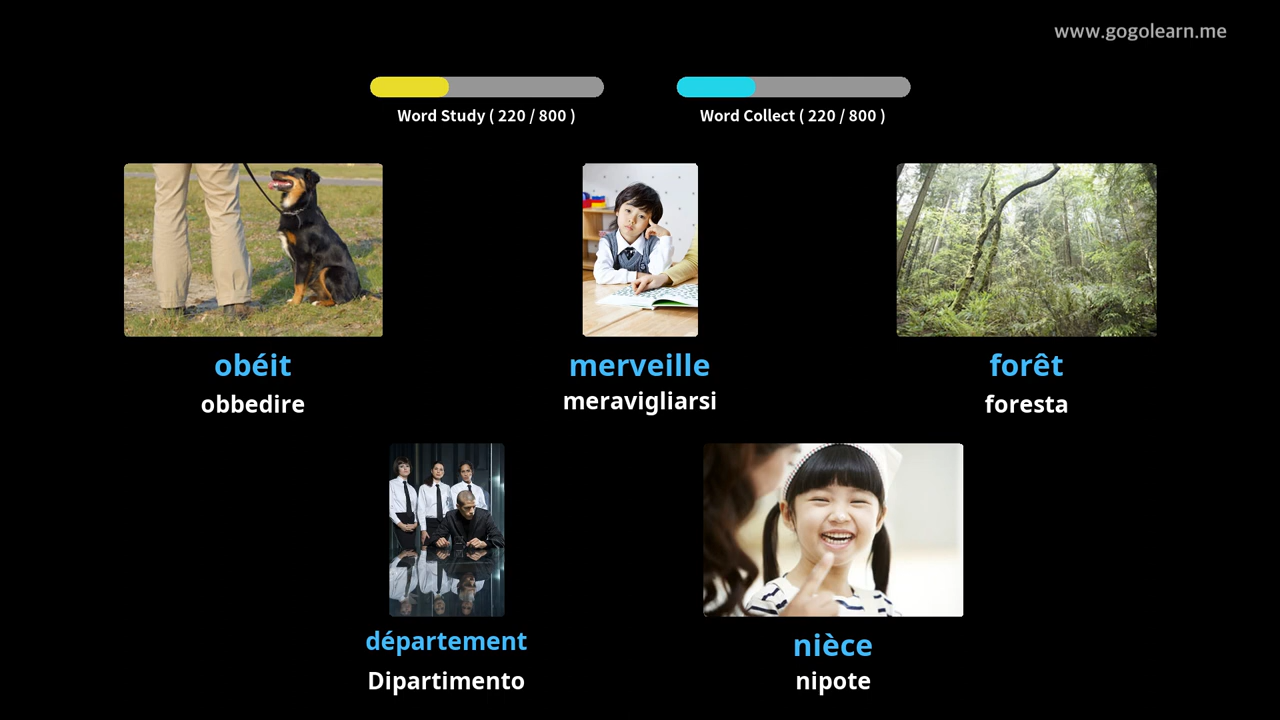 www.gogolearn.me
Word Study ( 220 / 800 )
Word Collect ( 220 / 800 )
obéit
obbedire
merveille
meravigliarsi
forêt
foresta
département
Dipartimento
nièce
nipote